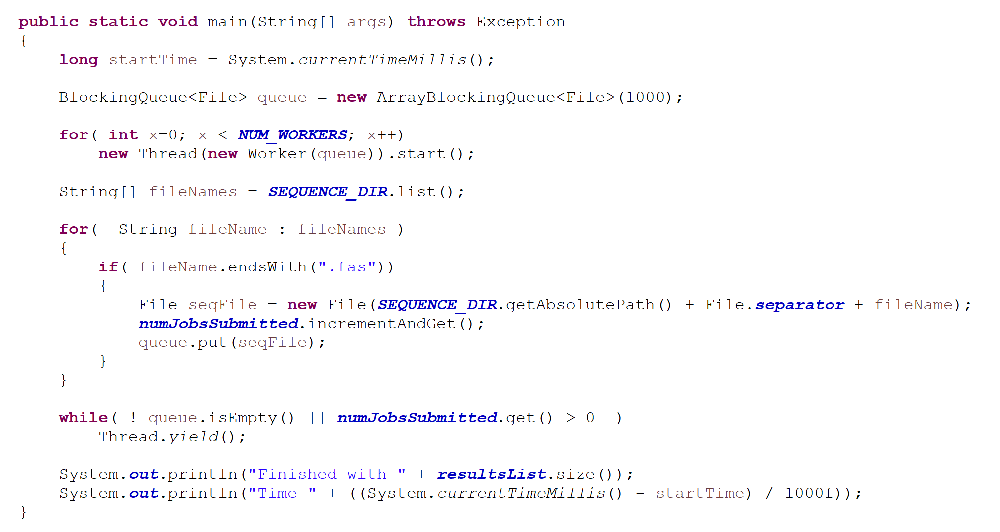 public static void main(String[] args) throws Exception
{
    long startTime = System.currentTimeMillis();

    BlockingQueue<File> queue = new ArrayBlockingQueue<File>(1000);

    for( int x=0; x < NUM_WORKERS; x++)
        new Thread(new Worker(queue)).start();

    String[] fileNames = SEQUENCE_DIR.list();

    for(  String fileName : fileNames )
    {
        if( fileName.endsWith(".fas"))
        {
            File seqFile = new File(SEQUENCE_DIR.getAbsolutePath() + File.separator + fileName);
            numJobsSubmitted.incrementAndGet();
            queue.put(seqFile);
        }
    }

    while( ! queue.isEmpty() || numJobsSubmitted.get() > 0  )
        Thread.yield();

    System.out.println("Finished with " + resultsList.size());
    System.out.println("Time " + ((System.currentTimeMillis() - startTime) / 1000f));
}